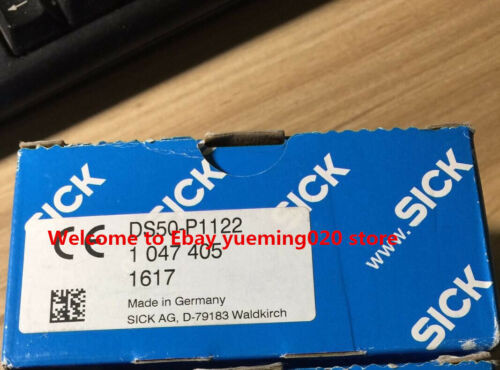 SICK
SICK
SICK
www.SICK
SICK
DS50-P1122
Welcome to Ebay yueming020 store
CE
1 047 405
1617
Made in Germany
SICK AG, D-79183 Waldkirch